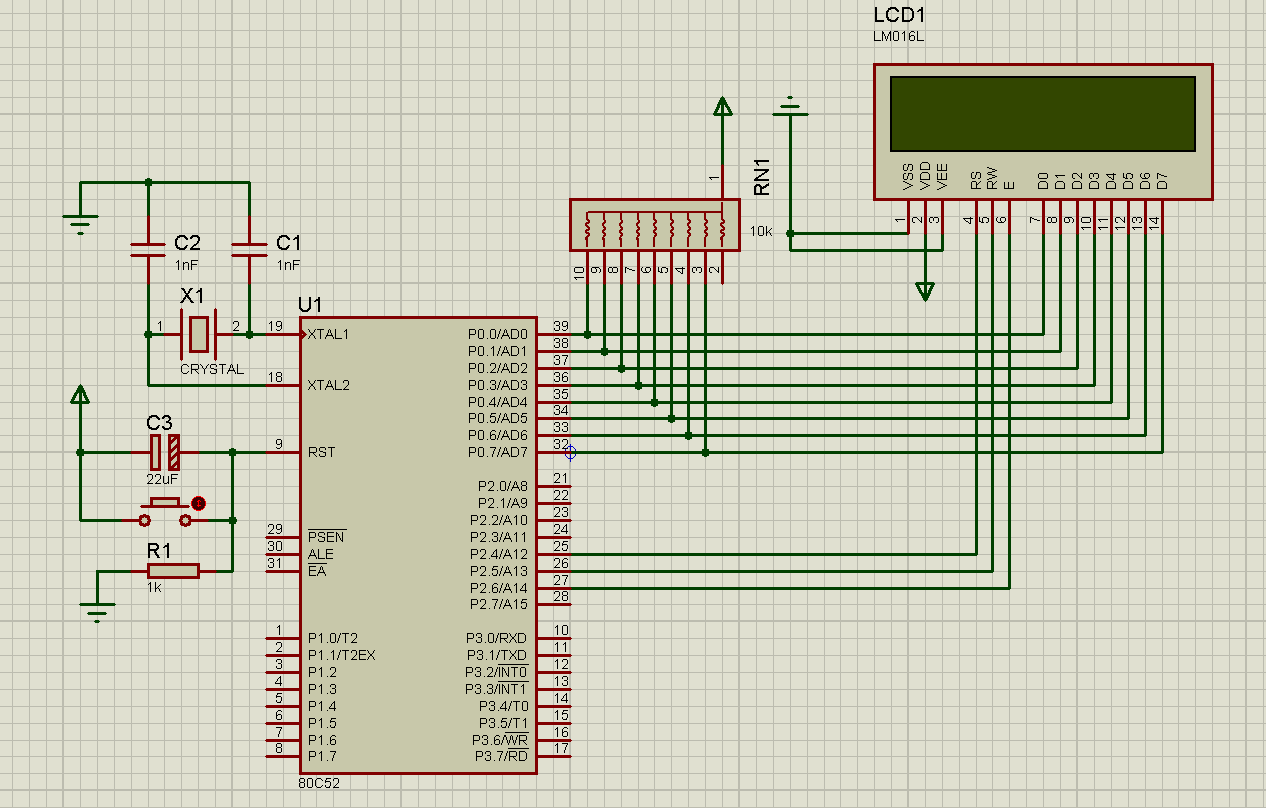 LCD1
LM016L
VSS
VDD
VEE
RS
RW
E
D0
D1
D2
D3
D4
D5
D6
D7
1
2
3
4
5
6
7
8
9
10
11
12
13
14
RN1
1
10k
10
9
8
7
6
5
4
3
2
C2
1nF
C1
1nF
X1
1
2
CRYSTAL
C3
22uF
R1
1k
U1
19
XTAL1
18
XTAL2
9
RST
29
PSEN
30
ALE
31
EA
1
P1.0/T2
2
P1.1/T2EX
3
P1.2
4
P1.3
5
P1.4
6
P1.5
7
P1.6
8
P1.7
P0.0/AD0
39
P0.1/AD1
38
P0.2/AD2
37
P0.3/AD3
36
P0.4/AD4
35
P0.5/AD5
34
P0.6/AD6
33
P0.7/AD7
32
P2.0/A8
21
P2.1/A9
22
P2.2/A10
23
P2.3/A11
24
P2.4/A12
25
P2.5/A13
26
P2.6/A14
27
P2.7/A15
28
P3.0/RXD
10
P3.1/TXD
11
P3.2/INT0
12
P3.3/INT1
13
P3.4/T0
14
P3.5/T1
15
P3.6/WR
16
P3.7/RD
17
80C52